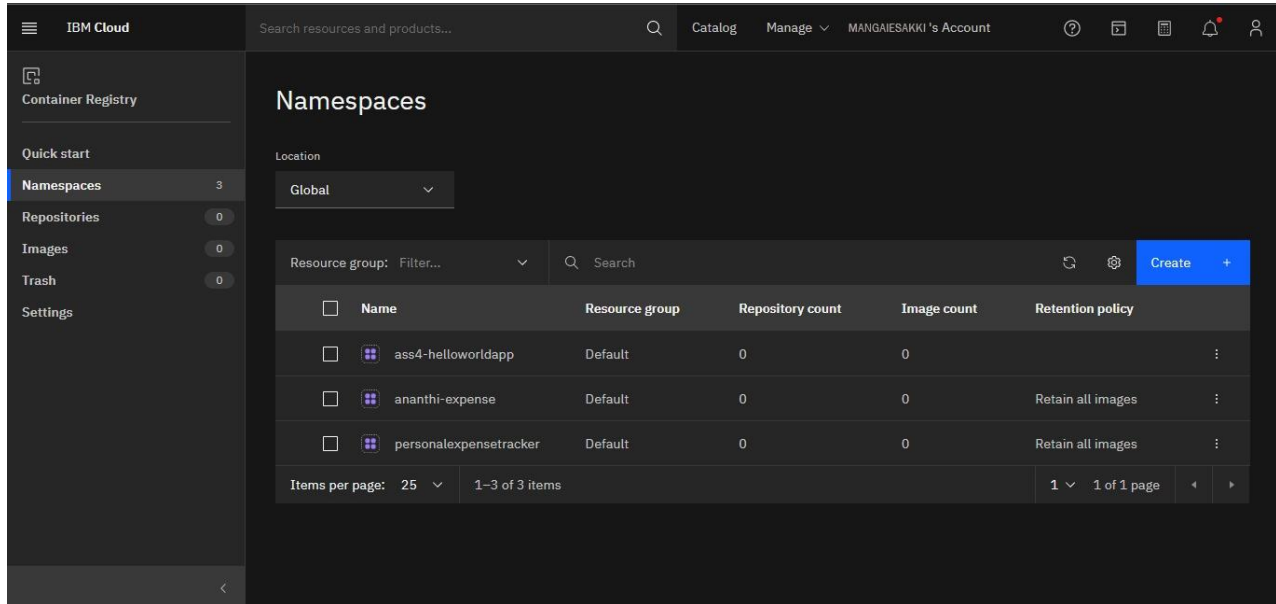 IBM Cloud
Search resources and products...
Catalog
Manage
MANGAIESAKKI 's Account
Container Registry
Quick start
Namespaces 3
Repositories 0
Images 0
Trash 0
Settings
Namespaces
Location
Global
Resource group: Filter...
Search
Create +
Name Resource group Repository count Image count Retention policy
ass4-helloworldapp Default 0 0
ananthi-expense Default 0 0 Retain all images
personalexpensetracker Default 0 0 Retain all images
Items per page: 25 1–3 of 3 items 1 1 of 1 page